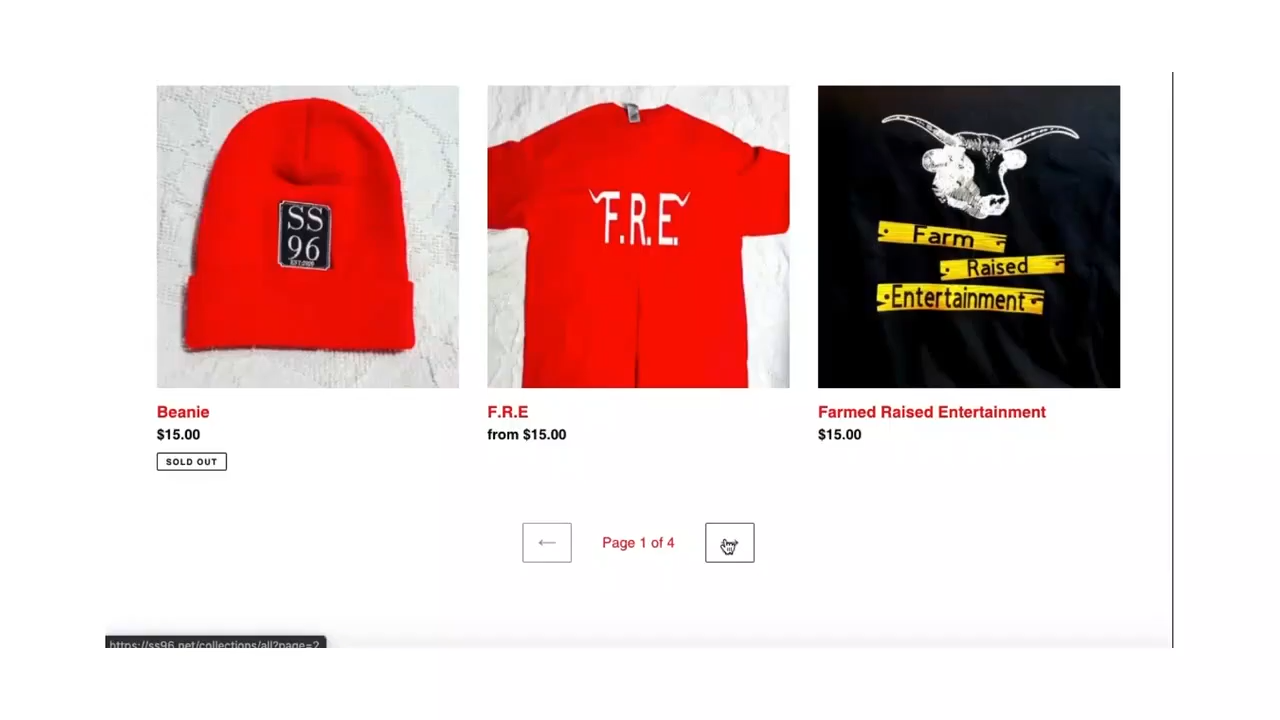 SS
96
F.R.E.
Farm
Raised
Entertainment
Beanie
$15.00
SOLD OUT
F.R.E
from $15.00
Farmed Raised Entertainment
$15.00
Page 1 of 4
https://ss96.net/collections/all?page=2